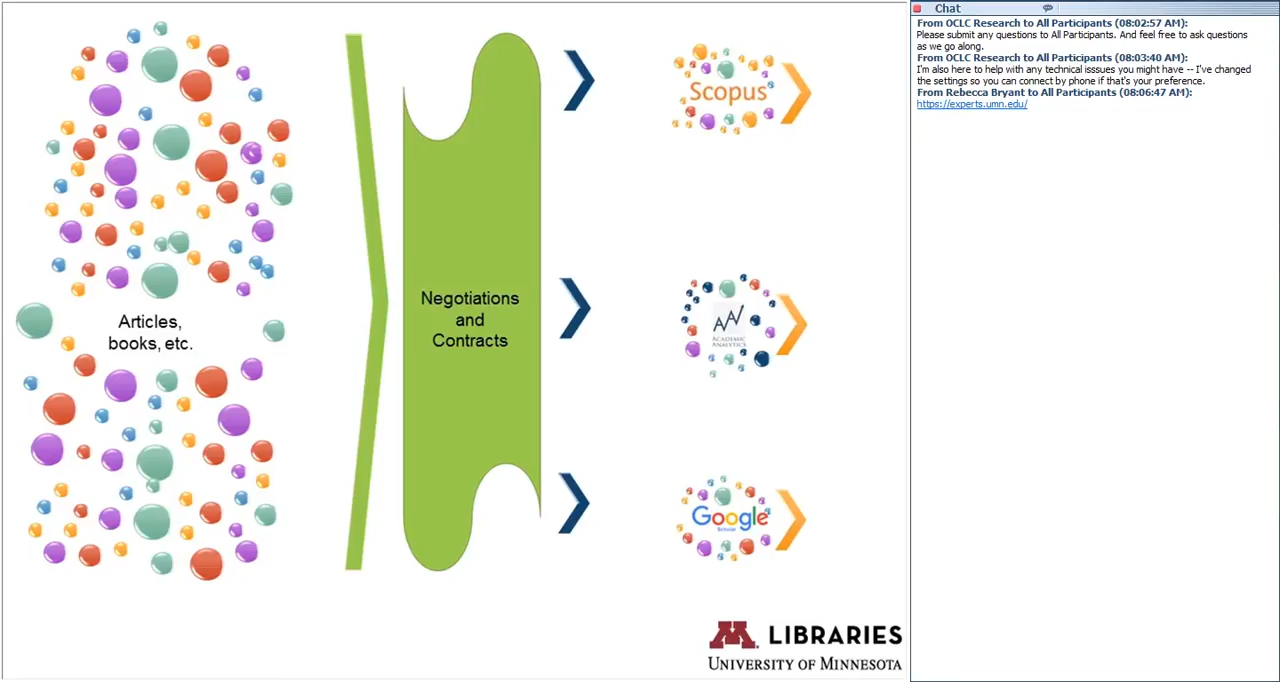 Articles,
books, etc.
Negotiations
and
Contracts
Scopus
ACADEMIC
ANALYTICS
Google
Scholar
LIBRARIES
UNIVERSITY OF MINNESOTA
Chat
From OCLC Research to All Participants (08:02:57 AM):
Please submit any questions to All Participants. And feel free to ask questions
as we go along.
From OCLC Research to All Participants (08:03:40 AM):
I'm also here to help with any technical isssues you might have -- I've changed
the settings so you can connect by phone if that's your preference.
From Rebecca Bryant to All Participants (08:06:47 AM):
https://experts.umn.edu/